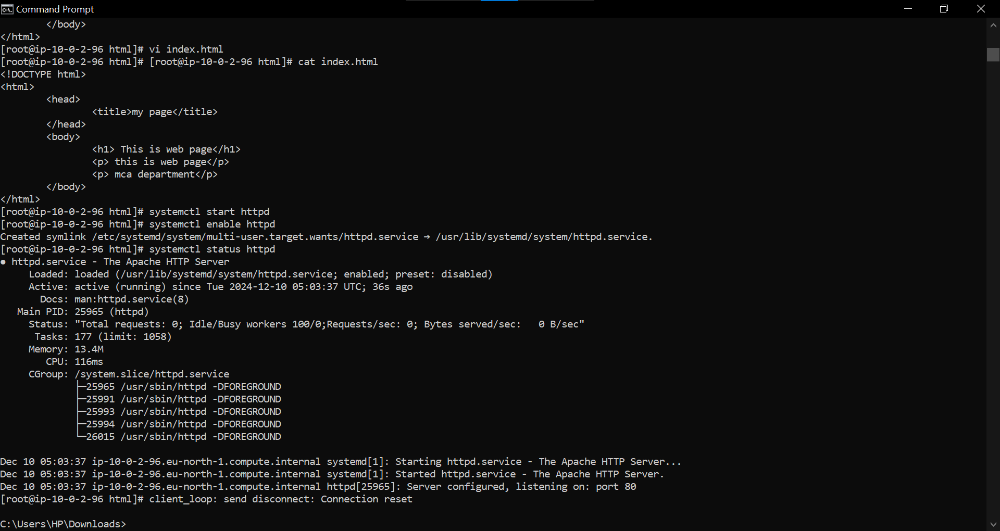 Command Prompt
        </body>
</html>
[root@ip-10-0-2-96 html]# vi index.html
[root@ip-10-0-2-96 html]# [root@ip-10-0-2-96 html]# cat index.html
<!DOCTYPE html>
<html>
        <head>
                <title>my page</title>
        </head>
        <body>
                <h1> This is web page</h1>
                <p> this is web page</p>
                <p> mca department</p>
        </body>
</html>
[root@ip-10-0-2-96 html]# systemctl start httpd
[root@ip-10-0-2-96 html]# systemctl enable httpd
Created symlink /etc/systemd/system/multi-user.target.wants/httpd.service → /usr/lib/systemd/system/httpd.service.
[root@ip-10-0-2-96 html]# systemctl status httpd
● httpd.service - The Apache HTTP Server
     Loaded: loaded (/usr/lib/systemd/system/httpd.service; enabled; preset: disabled)
     Active: active (running) since Tue 2024-12-10 05:03:37 UTC; 36s ago
       Docs: man:httpd.service(8)
   Main PID: 25965 (httpd)
     Status: "Total requests: 0; Idle/Busy workers 100/0;Requests/sec: 0; Bytes served/sec:   0 B/sec"
      Tasks: 177 (limit: 1058)
     Memory: 13.4M
        CPU: 116ms
     CGroup: /system.slice/httpd.service
             ├─25965 /usr/sbin/httpd -DFOREGROUND
             ├─25991 /usr/sbin/httpd -DFOREGROUND
             ├─25993 /usr/sbin/httpd -DFOREGROUND
             ├─25994 /usr/sbin/httpd -DFOREGROUND
             └─26015 /usr/sbin/httpd -DFOREGROUND

Dec 10 05:03:37 ip-10-0-2-96.eu-north-1.compute.internal systemd[1]: Starting httpd.service - The Apache HTTP Server...
Dec 10 05:03:37 ip-10-0-2-96.eu-north-1.compute.internal systemd[1]: Started httpd.service - The Apache HTTP Server.
Dec 10 05:03:37 ip-10-0-2-96.eu-north-1.compute.internal httpd[25965]: Server configured, listening on: port 80
[root@ip-10-0-2-96 html]# client_loop: send disconnect: Connection reset

C:\Users\HP\Downloads>